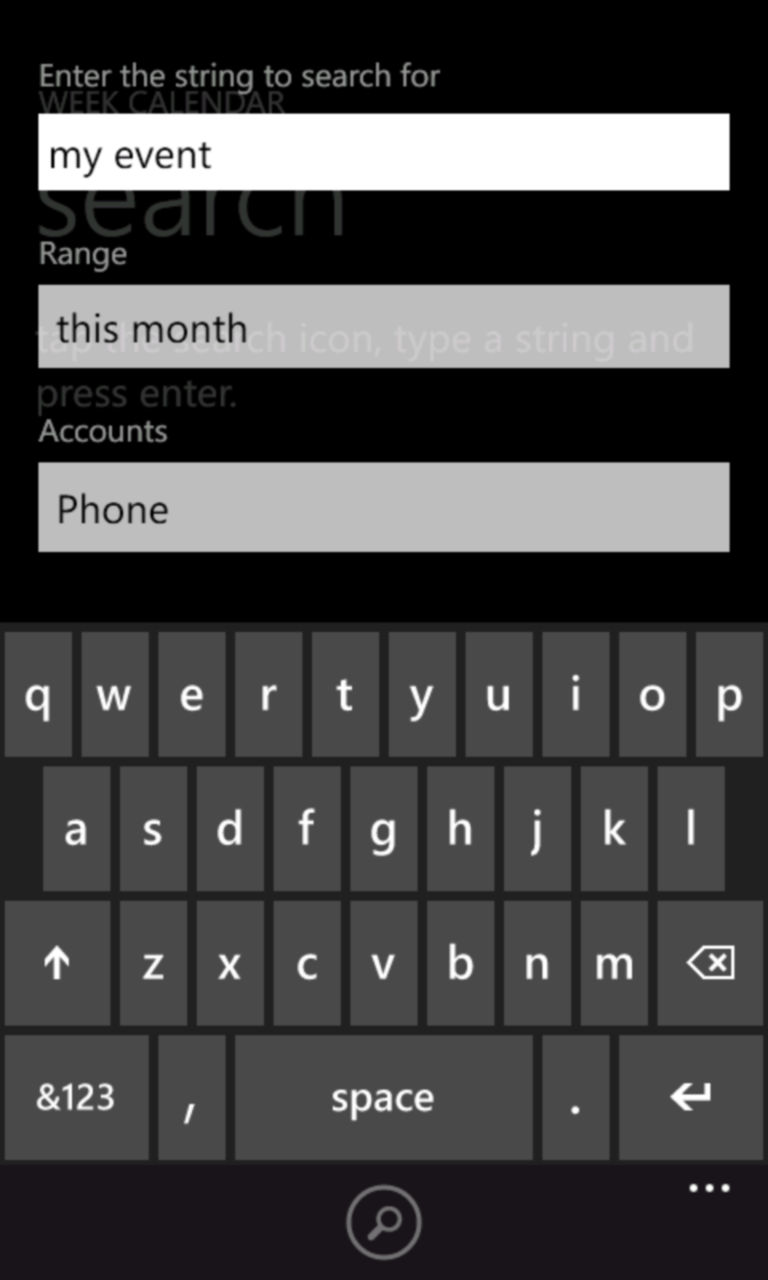 Enter the string to search for
WEEK CALENDAR
my event
search
Range
this month
tap the search icon, type a string and
press enter.
Accounts
Phone
q w e r t y u i o p
a s d f g h j k l
z x c v b n m
&123 , space .